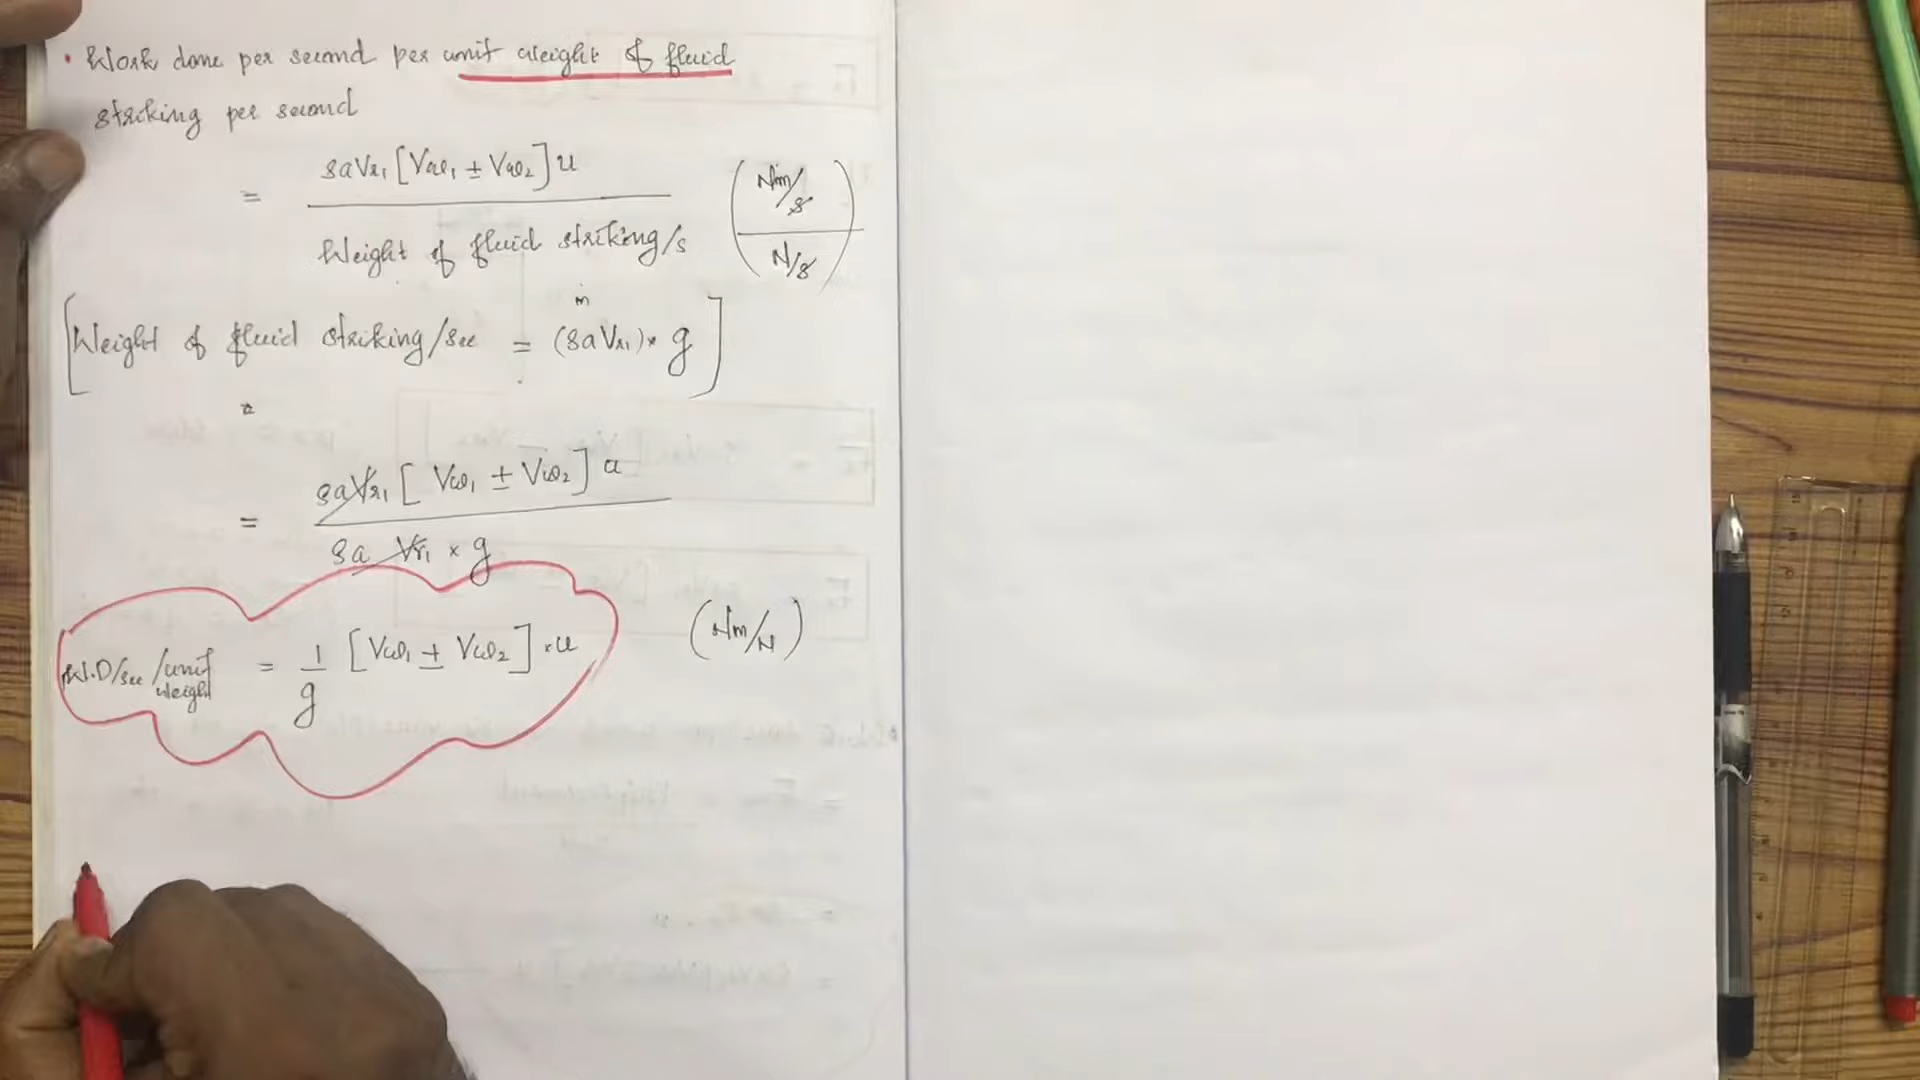 • Work done per second per unit weight of fluid
striking per second
= ρaVr₁ [Vw₁ ± Vw₂] u / Weight of fluid striking/s (Nm/s / N/s)
ṁ
[Weight of fluid striking/sec = (ρaVr₁) × g]
= ρaVr₁ [Vw₁ ± Vw₂] u / ρa Vr₁ × g
W.D/sec /unit weight = 1/g [Vw₁ ± Vw₂] × u (Nm/N)